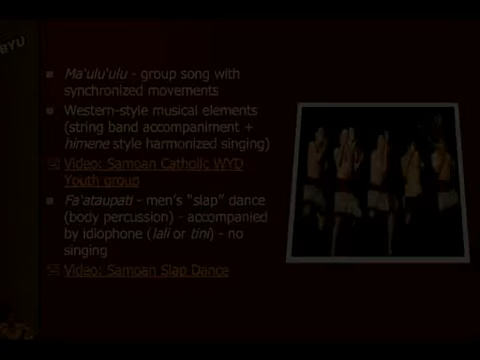 BYU
Ma'ulu'ulu - group song with
synchronized movements
Western-style musical elements
(string band accompaniment +
himene style harmonized singing)
Video: Samoan Catholic WYD
Youth group
Fa'ataupati - men's "slap" dance
(body percussion) - accompanied
by idiophone (lali or tini) - no
singing
Video: Samoan Slap Dance